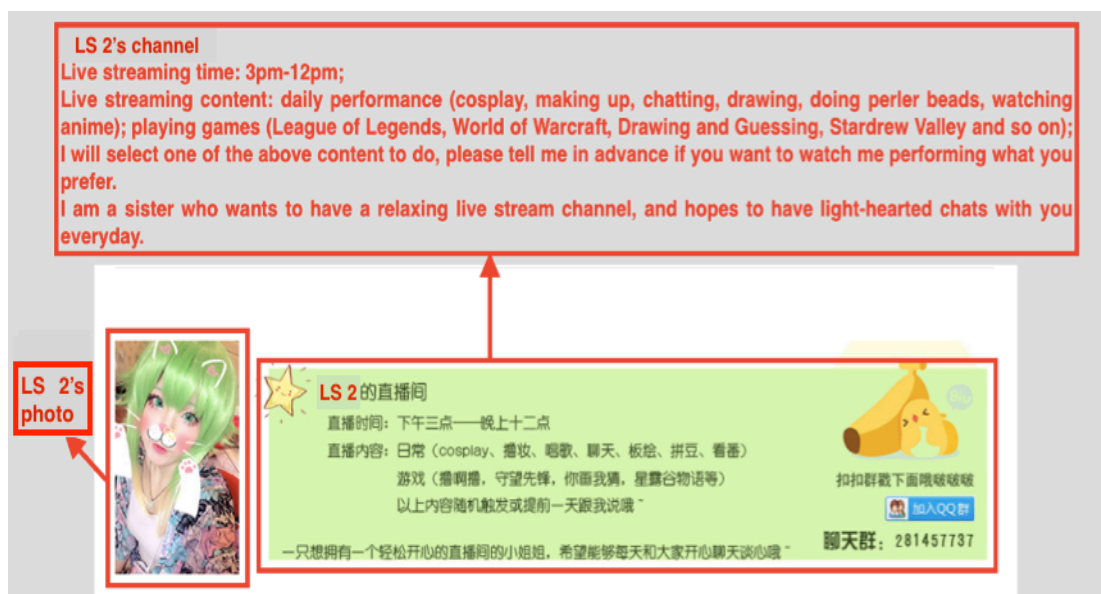 LS 2's channel
Live streaming time: 3pm-12pm;
Live streaming content: daily performance (cosplay, making up, chatting, drawing, doing perler beads, watching
anime); playing games (League of Legends, World of Warcraft, Drawing and Guessing, Stardrew Valley and so on);
I will select one of the above content to do, please tell me in advance if you want to watch me performing what you
prefer.
I am a sister who wants to have a relaxing live stream channel, and hopes to have light-hearted chats with you
everyday.
LS 2's
photo
LS 2的直播间
直播时间：下午三点——晚上十二点
直播内容：日常（cosplay、撸妆、唱歌、聊天、板绘、拼豆、看番）
游戏（撸啊撸，守望先锋，你画我猜，星露谷物语等）
以上内容随机触发或提前一天跟我说哦~
一只想拥有一个轻松开心的直播间的小姐姐，希望能够每天和大家开心聊天谈心哦~
Biu
扣扣群戳下面哦啵啵啵
加入QQ群
聊天群：281457737